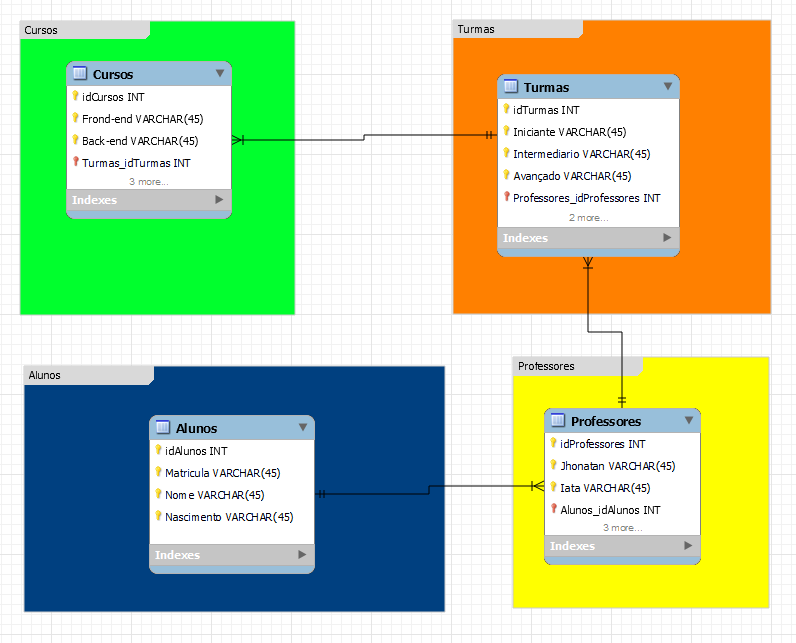 Cursos
Cursos
idCursos INT
Frond-end VARCHAR(45)
Back-end VARCHAR(45)
Turmas_idTurmas INT
3 more...
Indexes
Turmas
Turmas
idTurmas INT
Iniciante VARCHAR(45)
Intermediario VARCHAR(45)
Avançado VARCHAR(45)
Professores_idProfessores INT
2 more...
Indexes
Alunos
Alunos
idAlunos INT
Matricula VARCHAR(45)
Nome VARCHAR(45)
Nascimento VARCHAR(45)
Indexes
Professores
Professores
idProfessores INT
Jhonatan VARCHAR(45)
Iata VARCHAR(45)
Alunos_idAlunos INT
3 more...
Indexes